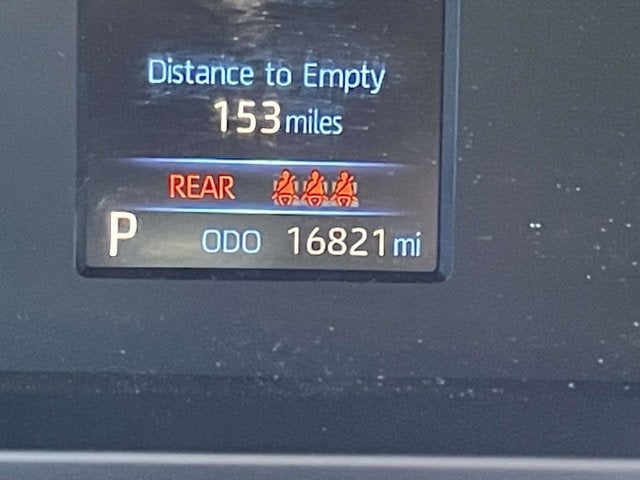 Distance to Empty
153 miles
REAR
P ODO 16821 mi